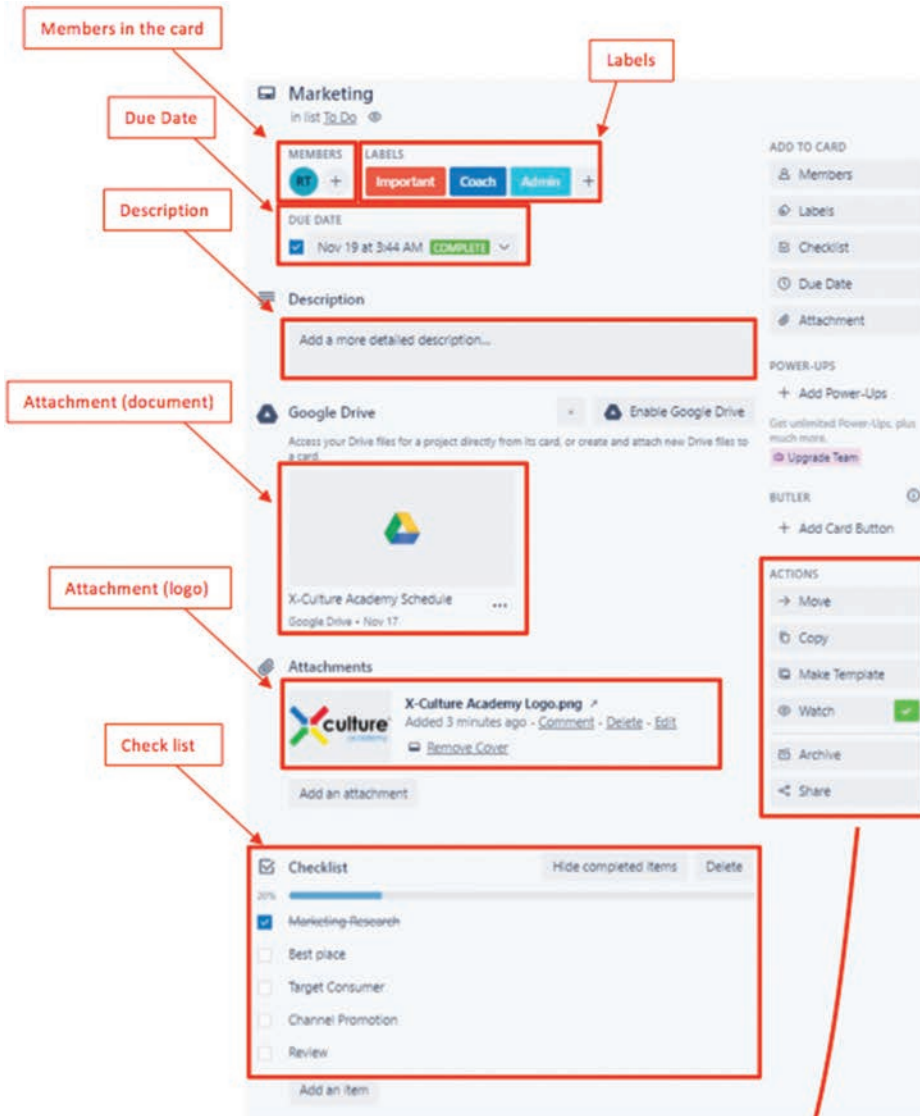 Members in the card
Labels
Marketing
in list To Do
Due Date
MEMBERS
LABELS
ADD TO CARD
RT
+
Important
Coach
Admin
+
Members
Description
DUE DATE
Labels
Nov 19 at 3:44 AM COMPLETE
Checklist
Description
Due Date
Add a more detailed description...
Attachment
POWER-UPS
+ Add Power-Ups
Attachment (document)
Google Drive
Enable Google Drive
Get unlimited Power-Ups, plus
much more.
Access your Drive files for a project directly from its card, or create and attach new Drive files to
a card.
Upgrade Team
BUTLER
+ Add Card Button
ACTIONS
Attachment (logo)
X-Culture Academy Schedule
...
Move
Google Drive • Nov 17
Copy
Attachments
Make Template
X-Culture Academy Logo.png
culture
academy
Added 3 minutes ago - Comment - Delete - Edit
Watch
Remove Cover
Check list
Archive
Add an attachment
Share
Checklist
Hide completed items
Delete
20%
Marketing Research
Best place
Target Consumer
Channel Promotion
Review
Add an item